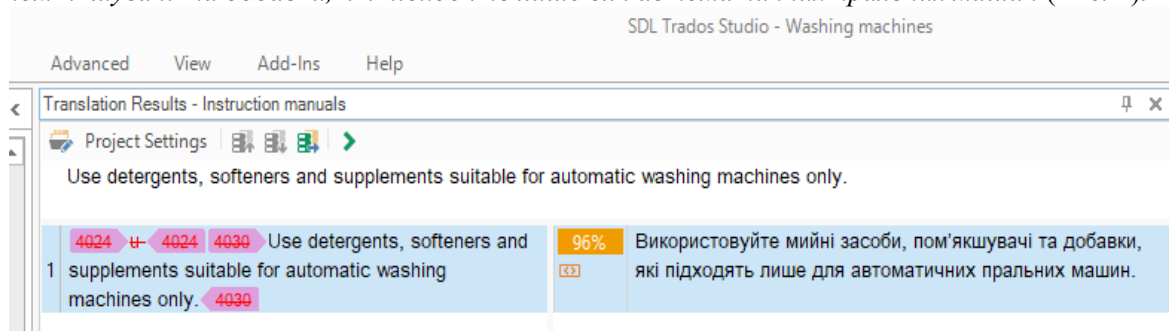 SDL Trados Studio - Washing machines
Advanced View Add-Ins Help
Translation Results - Instruction manuals
Project Settings
Use detergents, softeners and supplements suitable for automatic washing machines only.
4024 u 4024 4030 Use detergents, softeners and
1 supplements suitable for automatic washing
machines only. 4030
96% Використовуйте мийні засоби, пом'якшувачі та добавки,
які підходять лише для автоматичних пральних машин.